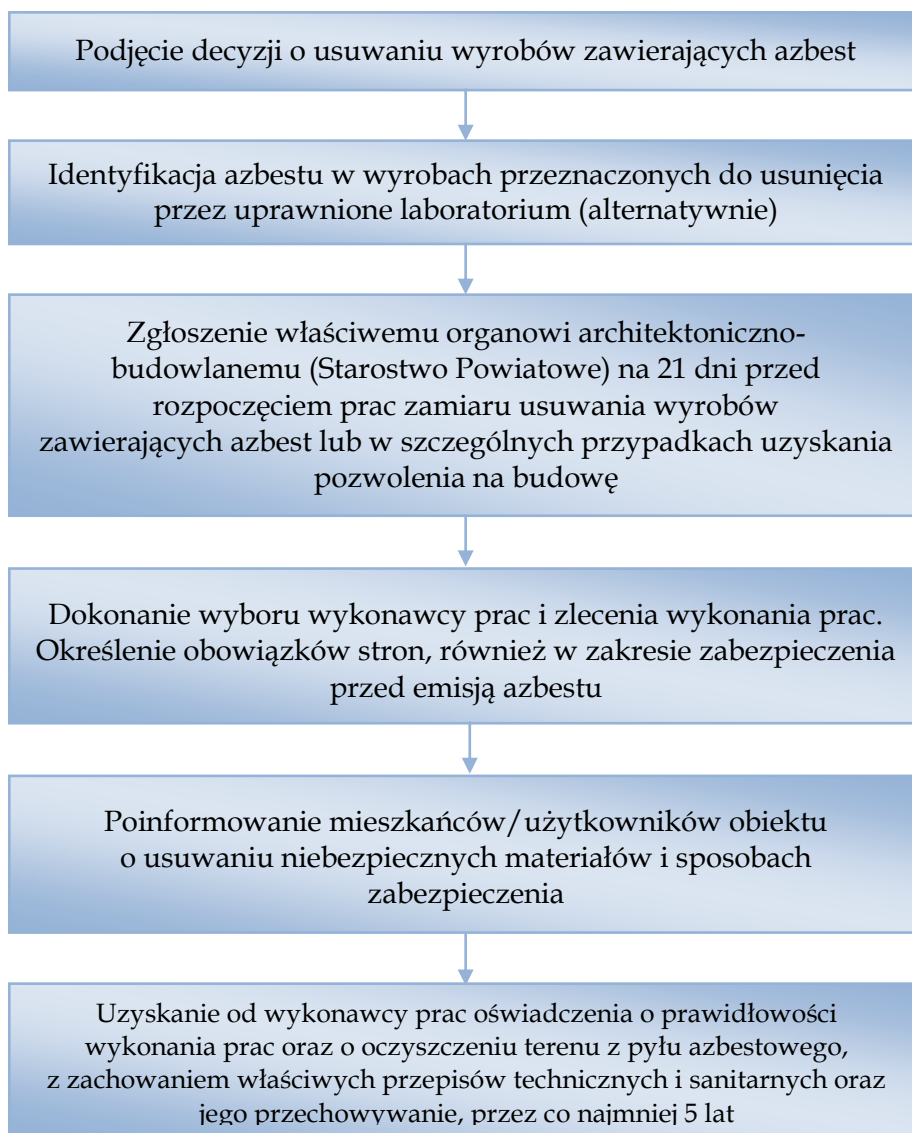 Podjęcie decyzji o usuwaniu wyrobów zawierających azbest
Identyfikacja azbestu w wyrobach przeznaczonych do usunięcia
przez uprawnione laboratorium (alternatywnie)
Zgłoszenie właściwemu organowi architektoniczno-
budowlanemu (Starostwo Powiatowe) na 21 dni przed
rozpoczęciem prac zamiaru usuwania wyrobów
zawierających azbest lub w szczególnych przypadkach uzyskania
pozwolenia na budowę
Dokonanie wyboru wykonawcy prac i zlecenia wykonania prac.
Określenie obowiązków stron, również w zakresie zabezpieczenia
przed emisją azbestu
Poinformowanie mieszkańców/użytkowników obiektu
o usuwaniu niebezpiecznych materiałów i sposobach
zabezpieczenia
Uzyskanie od wykonawcy prac oświadczenia o prawidłowości
wykonania prac oraz o oczyszczeniu terenu z pyłu azbestowego,
z zachowaniem właściwych przepisów technicznych i sanitarnych oraz
jego przechowywanie, przez co najmniej 5 lat